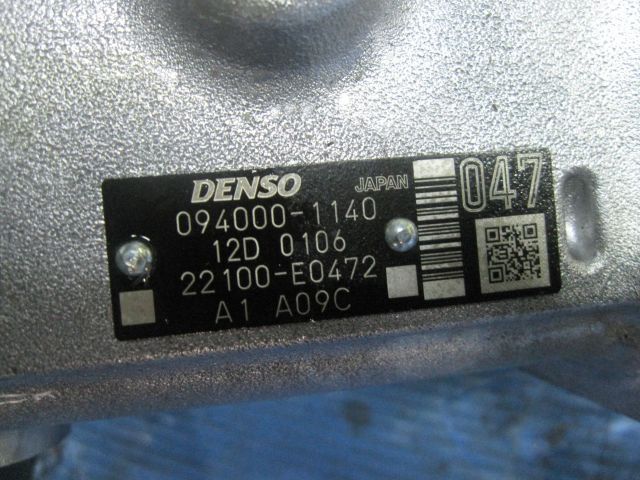 DENSO JAPAN 047
094000-1140
12D 0106
22100-E0472
A1 A09C